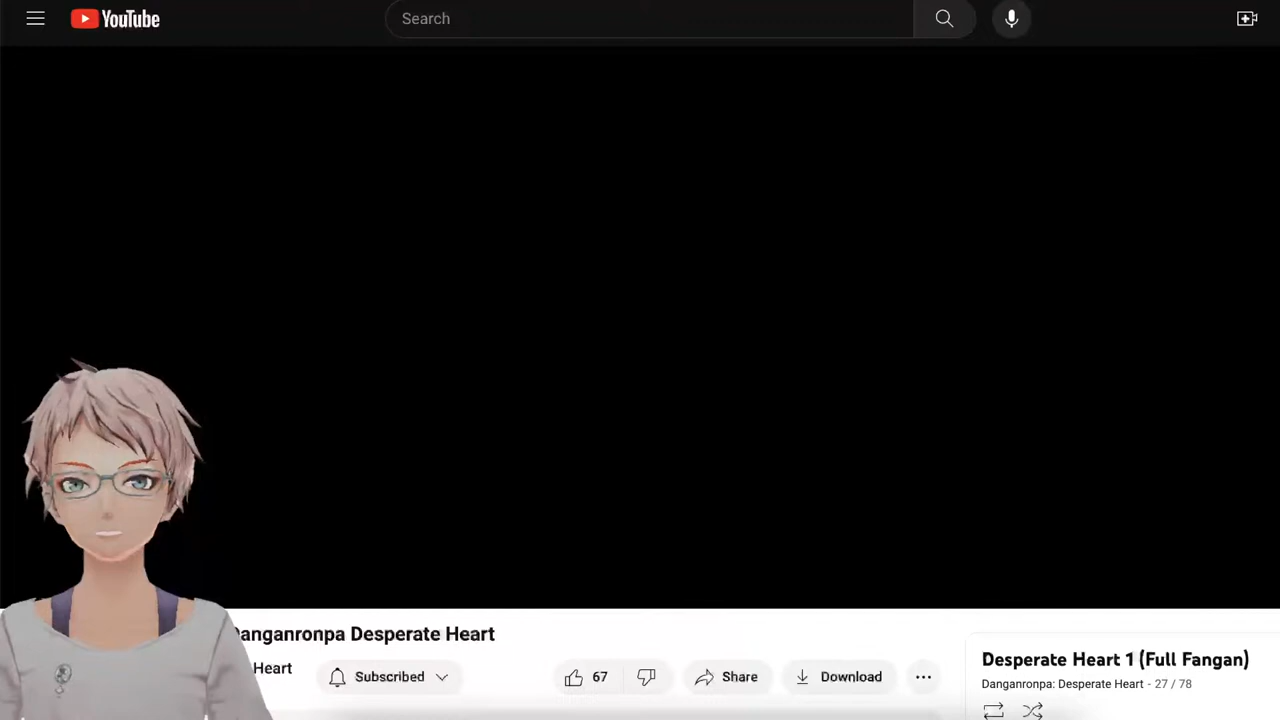 YouTube
Search
Danganronpa Desperate Heart
Heart
Subscribed
67
Share
Download
Desperate Heart 1 (Full Fangan)
Danganronpa: Desperate Heart - 27 / 78